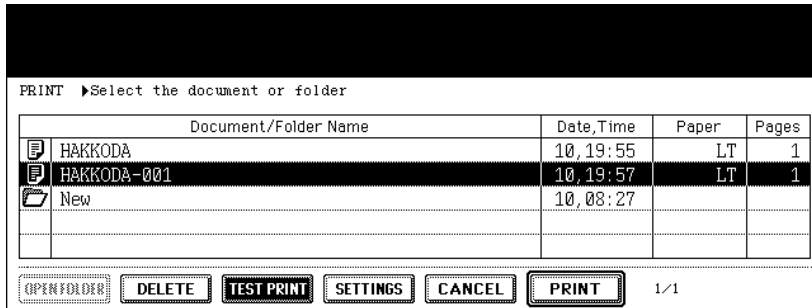 PRINT ▶Select the document or folder
Document/Folder Name Date,Time Paper Pages
HAKKODA 10,19:55 LT 1
HAKKODA-001 10,19:57 LT 1
New 10,08:27
OPEN FOLDER DELETE TEST PRINT SETTINGS CANCEL PRINT 1/1